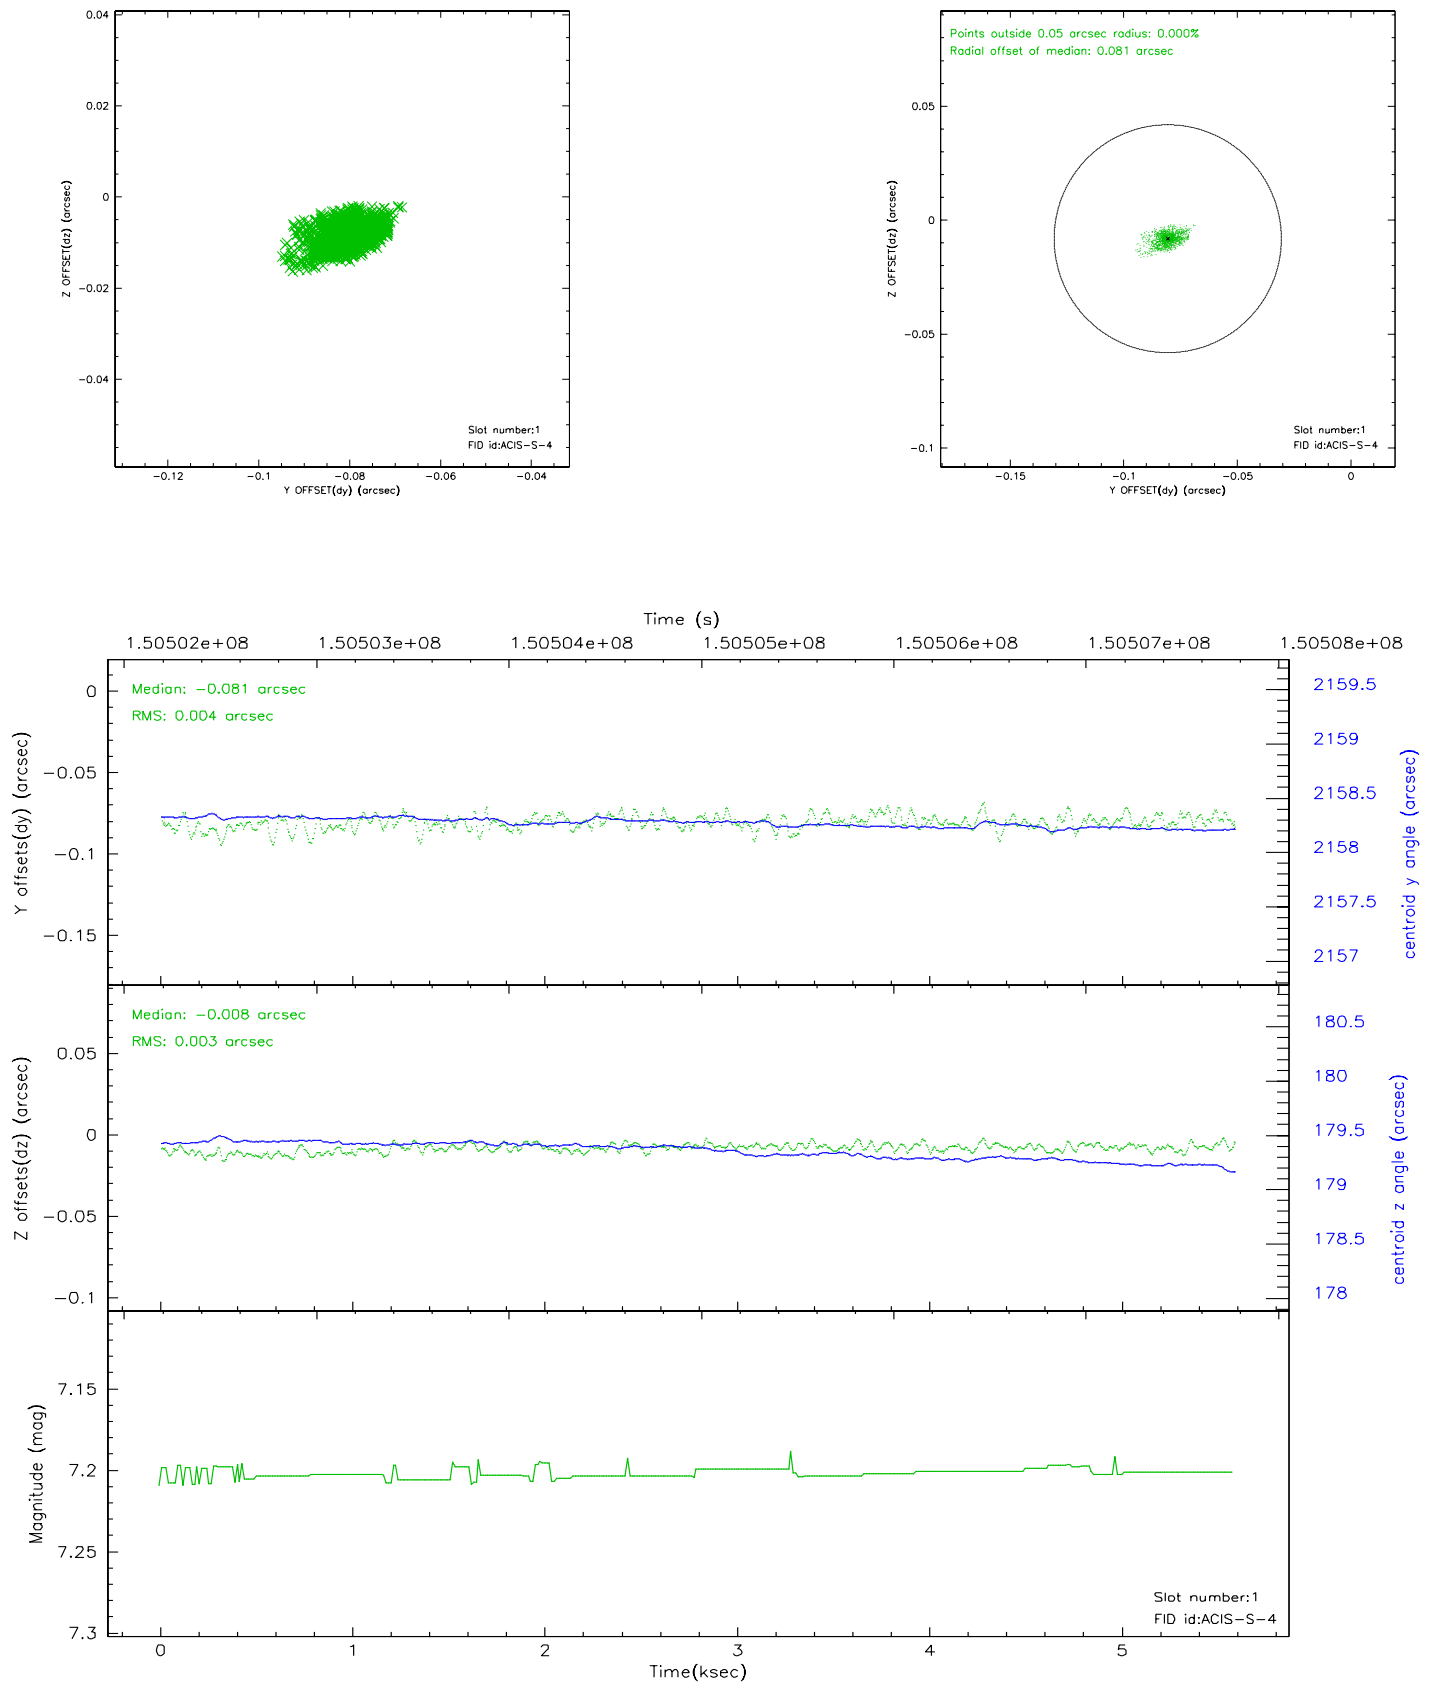 0.04
0.02
0
−0.02
−0.04
Z OFFSET(dz) (arcsec)
Slot number:1
FID id:ACIS−S−4
−0.12
−0.1
−0.08
−0.06
−0.04
Y OFFSET(dy) (arcsec)
Points outside 0.05 arcsec radius: 0.000%
Radial offset of median: 0.081 arcsec
0.05
0
−0.05
−0.1
Z OFFSET(dz) (arcsec)
Slot number:1
FID id:ACIS−S−4
−0.15
−0.1
−0.05
0
Y OFFSET(dy) (arcsec)
Time (s)
1.50502e+08
1.50503e+08
1.50504e+08
1.50505e+08
1.50506e+08
1.50507e+08
1.50508e+08
Median: −0.081 arcsec
RMS: 0.004 arcsec
0
−0.05
−0.1
−0.15
Y offsets(dy) (arcsec)
2159.5
2159
2158.5
2158
2157.5
2157
centroid y angle (arcsec)
Median: −0.008 arcsec
RMS: 0.003 arcsec
0.05
0
−0.05
−0.1
Z offsets(dz) (arcsec)
180.5
180
179.5
179
178.5
178
centroid z angle (arcsec)
7.15
7.2
7.25
7.3
Magnitude (mag)
Slot number:1
FID id:ACIS−S−4
0
1
2
3
4
5
Time(ksec)